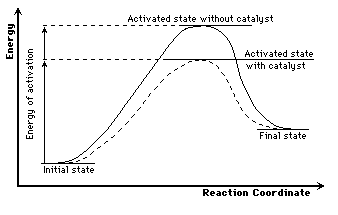 Activated state without catalyst
Energy
Energy of activation
Activated state
with catalyst
Final state
Initial state
Reaction Coordinate